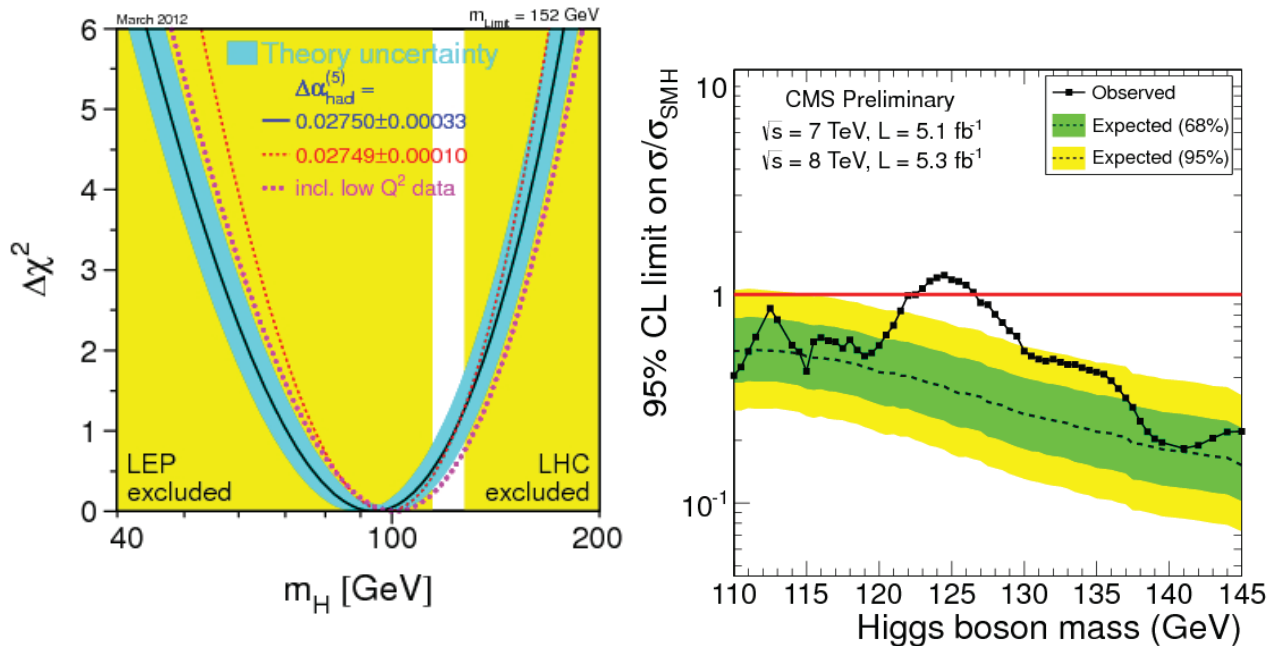 March 2012
m_Limit = 152 GeV
6
5
4
3
2
1
0
Δχ²
Theory uncertainty
Δα_had^(5) =
0.02750±0.00033
0.02749±0.00010
incl. low Q² data
LEP
excluded
LHC
excluded
40
100
200
m_H [GeV]
95% CL limit on σ/σ_SMH
10
1
10⁻¹
CMS Preliminary
√s = 7 TeV, L = 5.1 fb⁻¹
√s = 8 TeV, L = 5.3 fb⁻¹
Observed
Expected (68%)
Expected (95%)
110 115 120 125 130 135 140 145
Higgs boson mass (GeV)